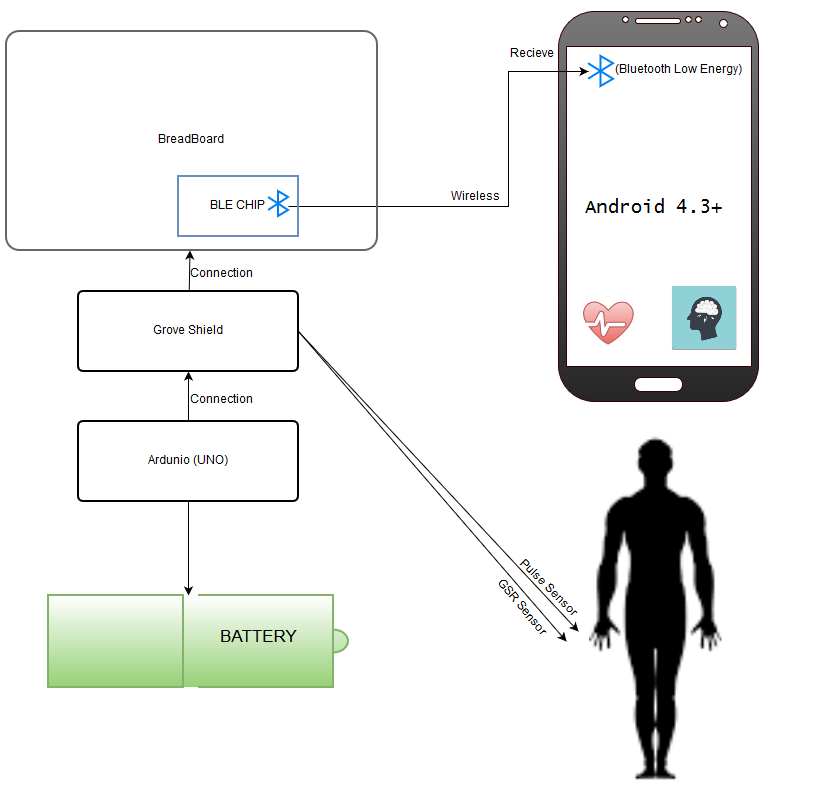 Recieve
(Bluetooth Low Energy)
BreadBoard
BLE CHIP
Wireless
Android 4.3+
Connection
Grove Shield
Connection
Ardunio (UNO)
Pulse Sensor
GSR Sensor
BATTERY